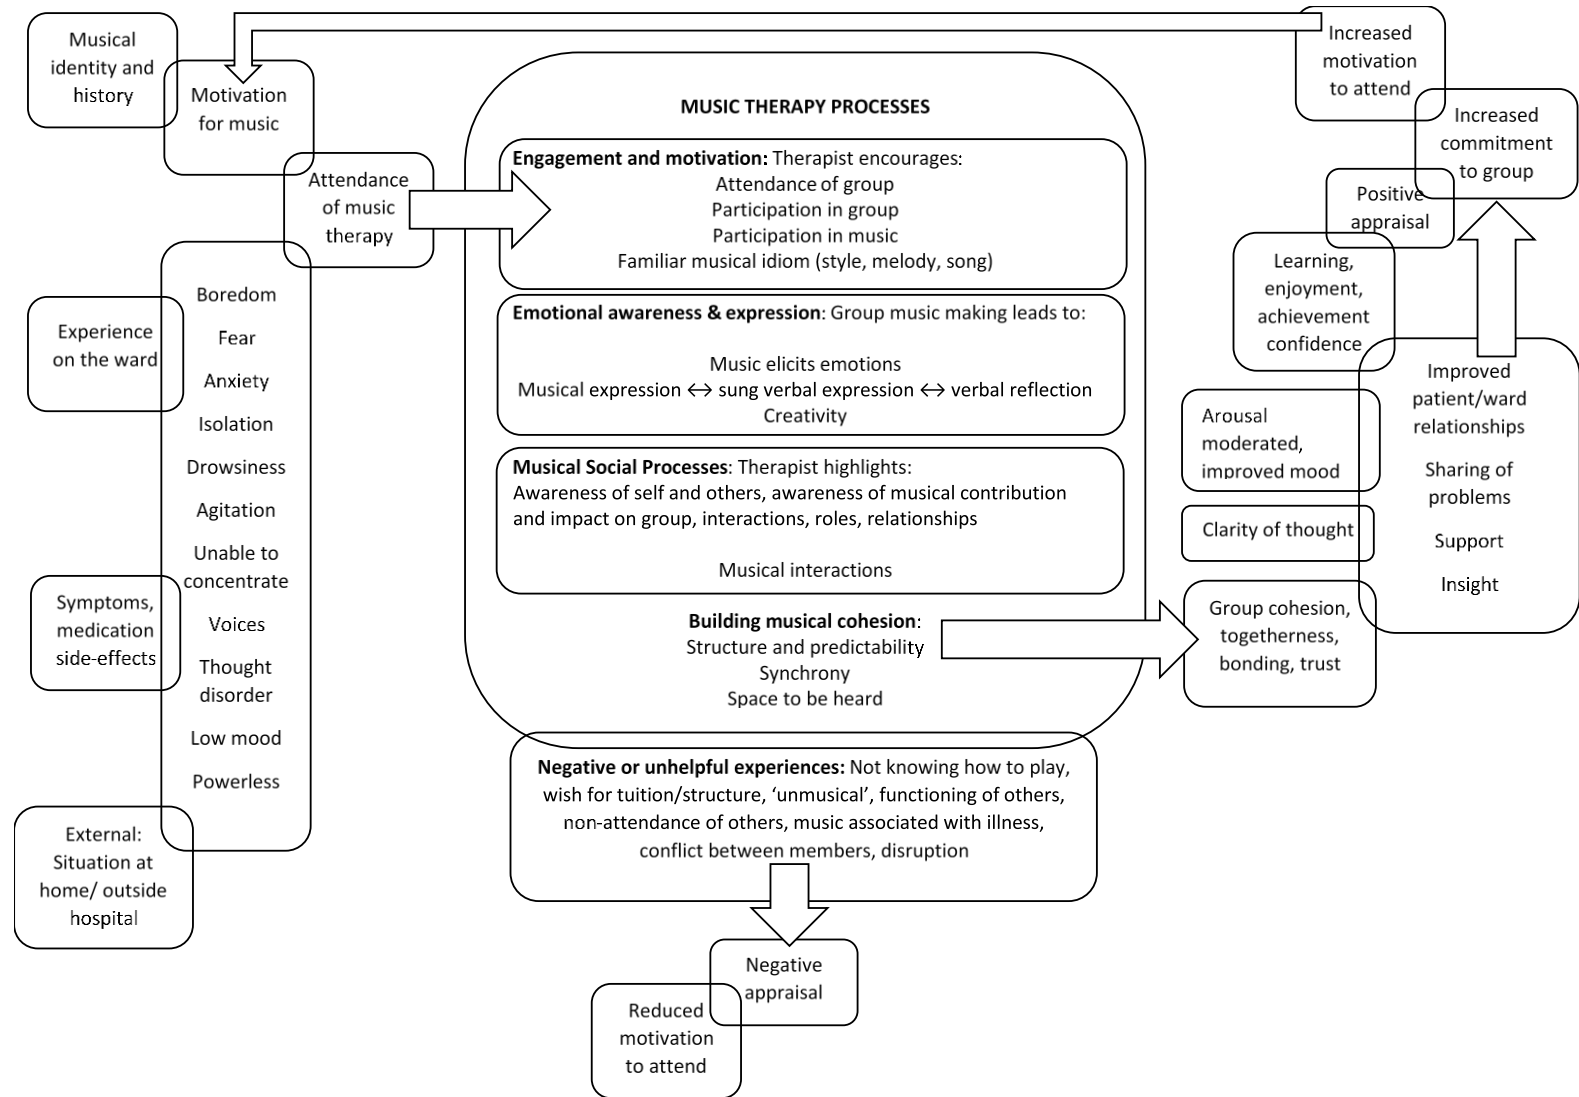 Musical
identity and
history
Motivation
for music
Attendance
of music
therapy
Experience
on the ward
Symptoms,
medication
side-effects
External:
Situation at
home/ outside
hospital
Boredom
Fear
Anxiety
Isolation
Drowsiness
Agitation
Unable to
concentrate
Voices
Thought
disorder
Low mood
Powerless
MUSIC THERAPY PROCESSES
Engagement and motivation: Therapist encourages:
Attendance of group
Participation in group
Participation in music
Familiar musical idiom (style, melody, song)
Emotional awareness & expression: Group music making leads to:
Music elicits emotions
Musical expression ↔ sung verbal expression ↔ verbal reflection
Creativity
Musical Social Processes: Therapist highlights:
Awareness of self and others, awareness of musical contribution
and impact on group, interactions, roles, relationships
Musical interactions
Building musical cohesion:
Structure and predictability
Synchrony
Space to be heard
Negative or unhelpful experiences: Not knowing how to play,
wish for tuition/structure, ‘unmusical’, functioning of others,
non-attendance of others, music associated with illness,
conflict between members, disruption
Negative
appraisal
Reduced
motivation
to attend
Increased
motivation
to attend
Increased
commitment
to group
Positive
appraisal
Learning,
enjoyment,
achievement
confidence
Arousal
moderated,
improved mood
Clarity of thought
Group cohesion,
togetherness,
bonding, trust
Improved
patient/ward
relationships
Sharing of
problems
Support
Insight